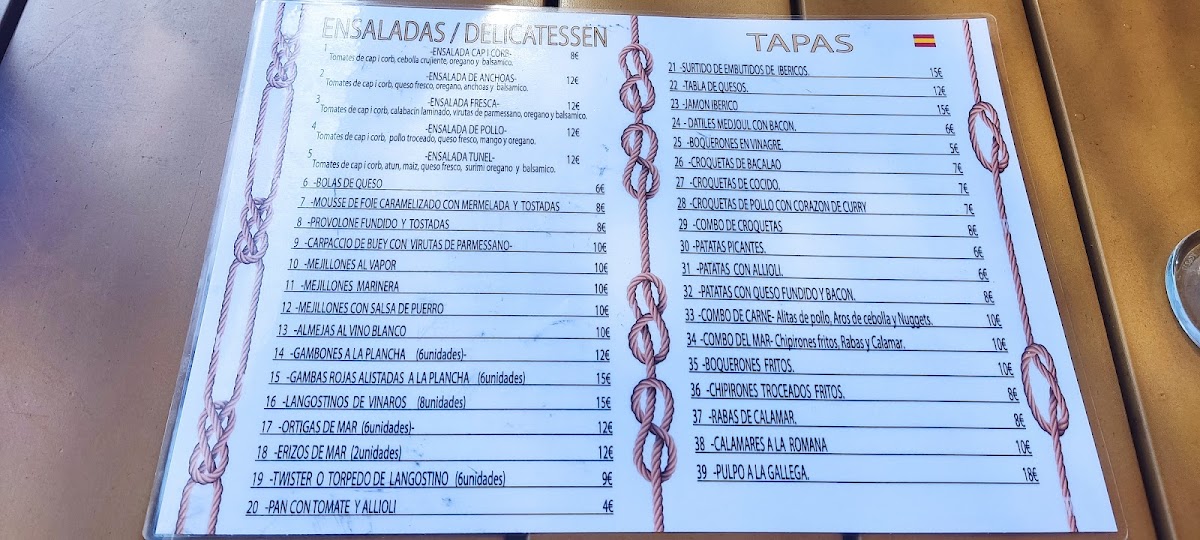 ENSALADAS / DELICATESSEN
1 -ENSALADA CAP I CORB- 8€
Tomates de cap i corb, cebolla crujiente, oregano y balsamico.
2 -ENSALADA DE ANCHOAS- 12€
Tomates de cap i corb, queso fresco, oregano, anchoas y balsamico.
3 -ENSALADA FRESCA- 12€
Tomates de cap i corb, calabacin laminado, virutas de parmessano, oregano y balsamico.
4 -ENSALADA DE POLLO- 12€
Tomates de cap i corb, pollo troceado, queso fresco, mango y oregano.
5 -ENSALADA TUNEL- 12€
Tomates de cap i corb, atun, maiz, queso fresco, surimi oregano y balsamico.
6 -BOLAS DE QUESO 6€
7 -MOUSSE DE FOIE CARAMELIZADO CON MERMELADA Y TOSTADAS 8€
8 -PROVOLONE FUNDIDO Y TOSTADAS 8€
9 -CARPACCIO DE BUEY CON VIRUTAS DE PARMESSANO- 10€
10 -MEJILLONES AL VAPOR 10€
11 -MEJILLONES MARINERA 10€
12 -MEJILLONES CON SALSA DE PUERRO 10€
13 -ALMEJAS AL VINO BLANCO 10€
14 -GAMBONES A LA PLANCHA (6unidades)- 12€
15 -GAMBAS ROJAS ALISTADAS A LA PLANCHA (6unidades) 15€
16 -LANGOSTINOS DE VINAROS (8unidades) 15€
17 -ORTIGAS DE MAR (6unidades)- 12€
18 -ERIZOS DE MAR (2unidades) 12€
19 -TWISTER O TORPEDO DE LANGOSTINO (6unidades) 9€
20 -PAN CON TOMATE Y ALLIOLI 4€
TAPAS
21 -SURTIDO DE EMBUTIDOS DE IBERICOS. 15€
22 -TABLA DE QUESOS. 12€
23 -JAMON IBERICO 15€
24 -DATILES MEDJOUL CON BACON. 6€
25 -BOQUERONES EN VINAGRE. 5€
26 -CROQUETAS DE BACALAO 7€
27 -CROQUETAS DE COCIDO. 7€
28 -CROQUETAS DE POLLO CON CORAZON DE CURRY 7€
29 -COMBO DE CROQUETAS 8€
30 -PATATAS PICANTES. 6€
31 -PATATAS CON ALLIOLI. 6€
32 -PATATAS CON QUESO FUNDIDO Y BACON. 8€
33 -COMBO DE CARNE- Alitas de pollo, Aros de cebolla y Nuggets. 10€
34 -COMBO DEL MAR- Chipirones fritos, Rabas y Calamar. 10€
35 -BOQUERONES FRITOS. 10€
36 -CHIPIRONES TROCEADOS FRITOS. 8€
37 -RABAS DE CALAMAR. 8€
38 -CALAMARES A LA ROMANA 10€
39 -PULPO A LA GALLEGA. 18€